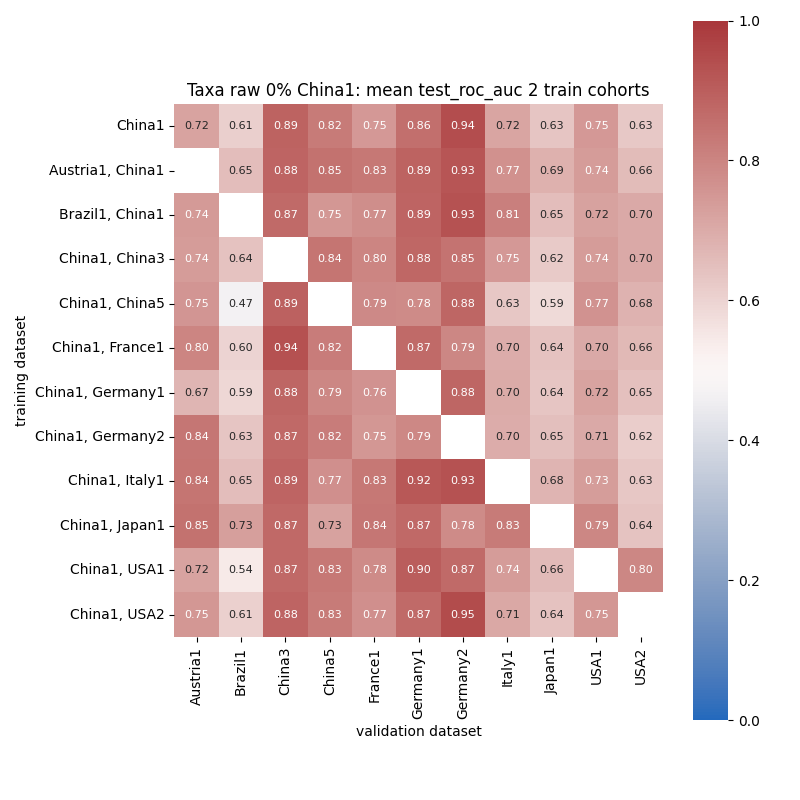 Taxa raw 0% China1: mean test_roc_auc 2 train cohorts
China1 0.72 0.61 0.89 0.82 0.75 0.86 0.94 0.72 0.63 0.75 0.63
Austria1, China1 0.65 0.88 0.85 0.83 0.89 0.93 0.77 0.69 0.74 0.66
Brazil1, China1 0.74 0.87 0.75 0.77 0.89 0.93 0.81 0.65 0.72 0.70
China1, China3 0.74 0.64 0.84 0.80 0.88 0.85 0.75 0.62 0.74 0.70
China1, China5 0.75 0.47 0.89 0.79 0.78 0.88 0.63 0.59 0.77 0.68
China1, France1 0.80 0.60 0.94 0.82 0.87 0.79 0.70 0.64 0.70 0.66
China1, Germany1 0.67 0.59 0.88 0.79 0.76 0.88 0.70 0.64 0.72 0.65
China1, Germany2 0.84 0.63 0.87 0.82 0.75 0.79 0.70 0.65 0.71 0.62
China1, Italy1 0.84 0.65 0.89 0.77 0.83 0.92 0.93 0.68 0.73 0.63
China1, Japan1 0.85 0.73 0.87 0.73 0.84 0.87 0.78 0.83 0.79 0.64
China1, USA1 0.72 0.54 0.87 0.83 0.78 0.90 0.87 0.74 0.66 0.80
China1, USA2 0.75 0.61 0.88 0.83 0.77 0.87 0.95 0.71 0.64 0.75
training dataset
Austria1 Brazil1 China3 China5 France1 Germany1 Germany2 Italy1 Japan1 USA1 USA2
validation dataset
1.0
0.8
0.6
0.4
0.2
0.0